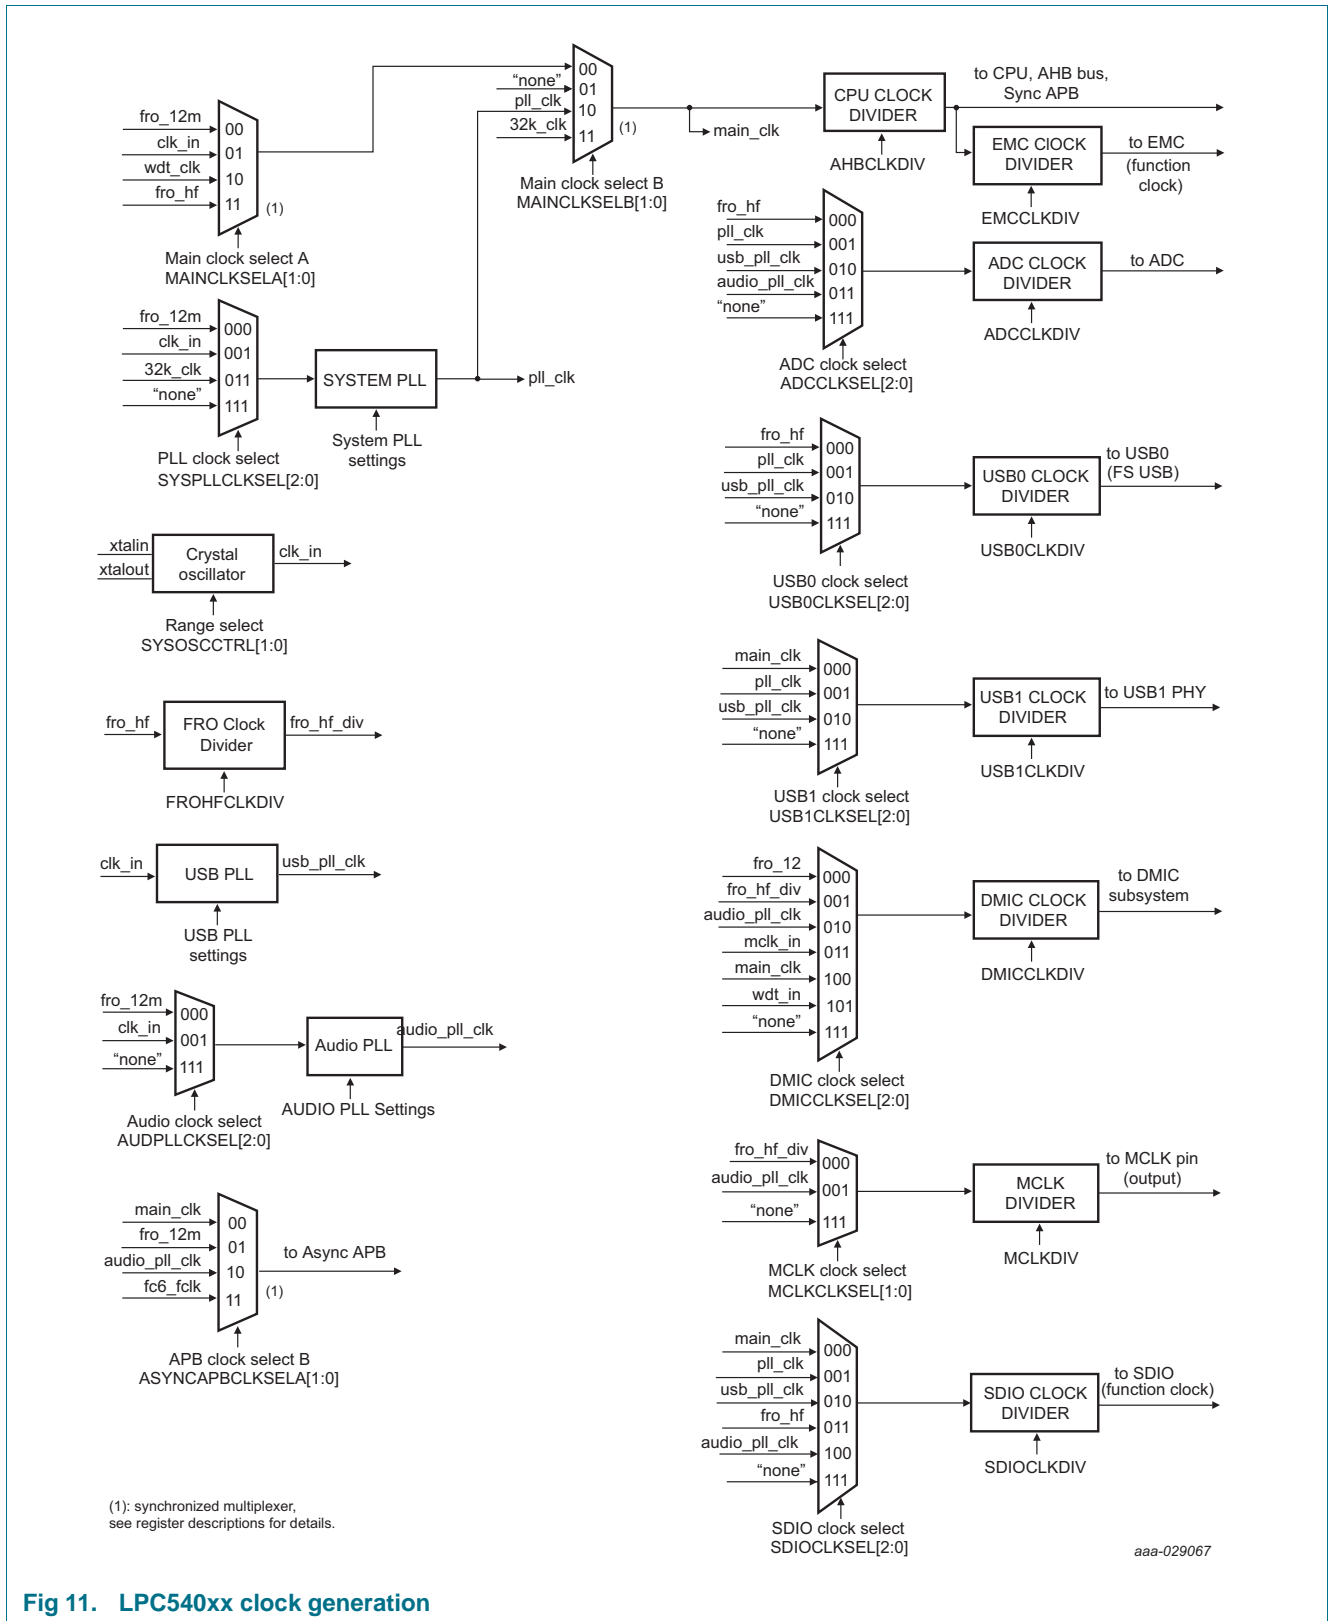 fro_12m
clk_in
wdt_clk
fro_hf
00
01
10
11
(1)
Main clock select A
MAINCLKSELA[1:0]
"none"
pll_clk
32k_clk
00
01
10
11
(1)
Main clock select B
MAINCLKSELB[1:0]
main_clk
CPU CLOCK
DIVIDER
AHBCLKDIV
to CPU, AHB bus,
Sync APB
EMC ClOCK
DIVIDER
EMCCLKDIV
to EMC
(function
clock)
fro_12m
clk_in
32k_clk
"none"
000
001
011
111
PLL clock select
SYSPLLCLKSEL[2:0]
SYSTEM PLL
System PLL
settings
pll_clk
fro_hf
pll_clk
usb_pll_clk
audio_pll_clk
"none"
000
001
010
011
111
ADC clock select
ADCCLKSEL[2:0]
ADC CLOCK
DIVIDER
ADCCLKDIV
to ADC
fro_hf
pll_clk
usb_pll_clk
"none"
000
001
010
111
USB0 clock select
USB0CLKSEL[2:0]
USB0 CLOCK
DIVIDER
USB0CLKDIV
to USB0
(FS USB)
xtalin
xtalout
Crystal
oscillator
clk_in
Range select
SYSOSCCTRL[1:0]
main_clk
pll_clk
usb_pll_clk
"none"
000
001
010
111
USB1 clock select
USB1CLKSEL[2:0]
USB1 CLOCK
DIVIDER
USB1CLKDIV
to USB1 PHY
fro_hf
FRO Clock
Divider
fro_hf_div
FROHFCLKDIV
clk_in
USB PLL
usb_pll_clk
USB PLL
settings
fro_12
fro_hf_div
audio_pll_clk
mclk_in
main_clk
wdt_in
"none"
000
001
010
011
100
101
111
DMIC clock select
DMICCLKSEL[2:0]
DMIC CLOCK
DIVIDER
DMICCLKDIV
to DMIC
subsystem
fro_12m
clk_in
"none"
000
001
111
Audio clock select
AUDPLLCKSEL[2:0]
Audio PLL
AUDIO PLL Settings
audio_pll_clk
fro_hf_div
audio_pll_clk
"none"
000
001
111
MCLK clock select
MCLKCLKSEL[1:0]
MCLK
DIVIDER
MCLKDIV
to MCLK pin
(output)
main_clk
fro_12m
audio_pll_clk
fc6_fclk
00
01
10
11
(1)
to Async APB
APB clock select B
ASYNCAPBCLKSELA[1:0]
main_clk
pll_clk
usb_pll_clk
fro_hf
audio_pll_clk
"none"
000
001
010
011
100
111
SDIO clock select
SDIOCLKSEL[2:0]
SDIO CLOCK
DIVIDER
SDIOCLKDIV
to SDIO
(function clock)
(1): synchronized multiplexer,
see register descriptions for details.
aaa-029067
Fig 11. LPC540xx clock generation